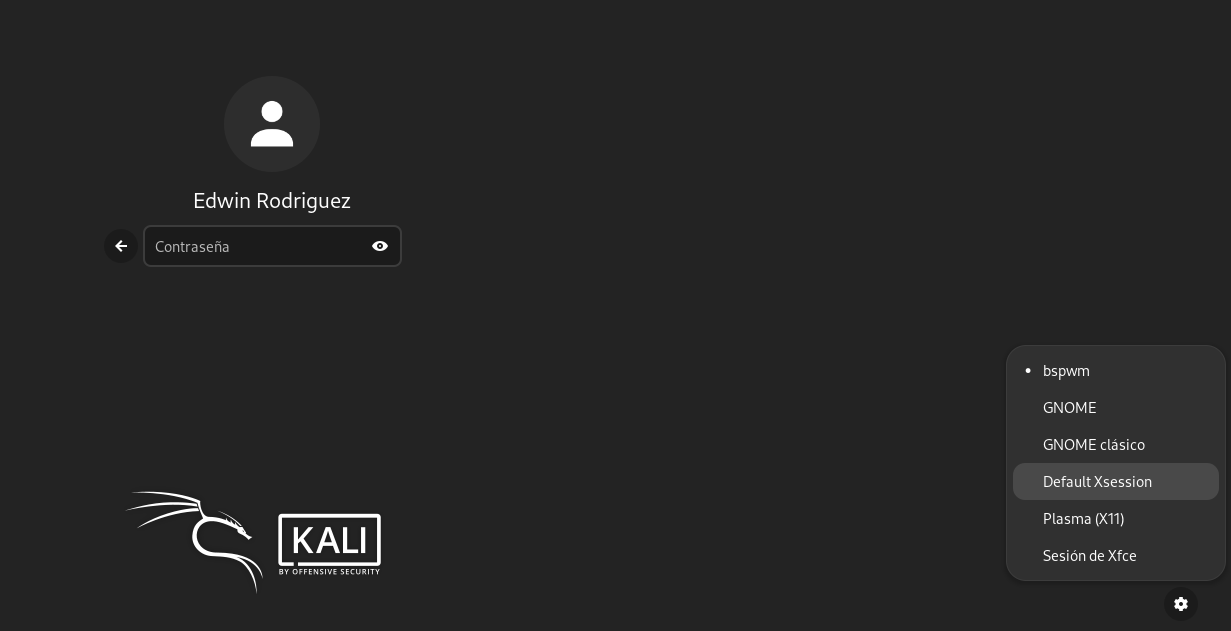 Edwin Rodriguez
Contraseña
bspwm
GNOME
GNOME clásico
Default Xsession
Plasma (X11)
Sesión de Xfce
KALI
BY OFFENSIVE SECURITY